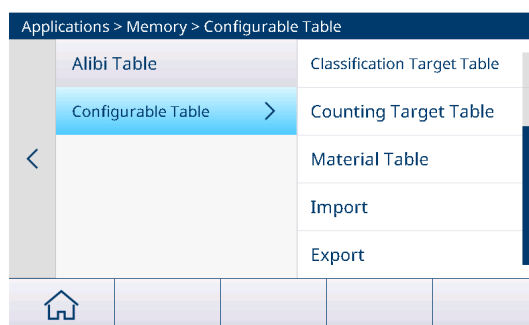 Applications > Memory > Configurable Table
Alibi Table
Configurable Table
Classification Target Table
Counting Target Table
Material Table
Import
Export